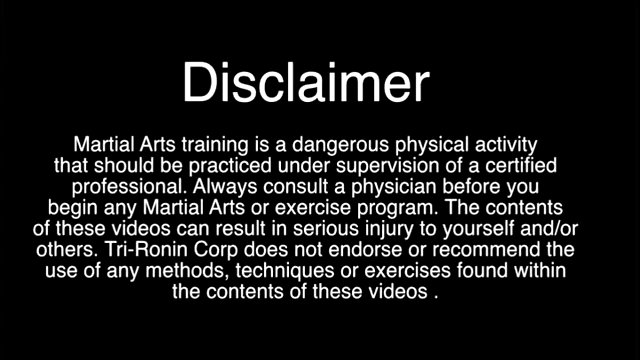 Disclaimer
Martial Arts training is a dangerous physical activity
that should be practiced under supervision of a certified
professional. Always consult a physician before you
begin any Martial Arts or exercise program. The contents
of these videos can result in serious injury to yourself and/or
others. Tri-Ronin Corp does not endorse or recommend the
use of any methods, techniques or exercises found within
the contents of these videos .